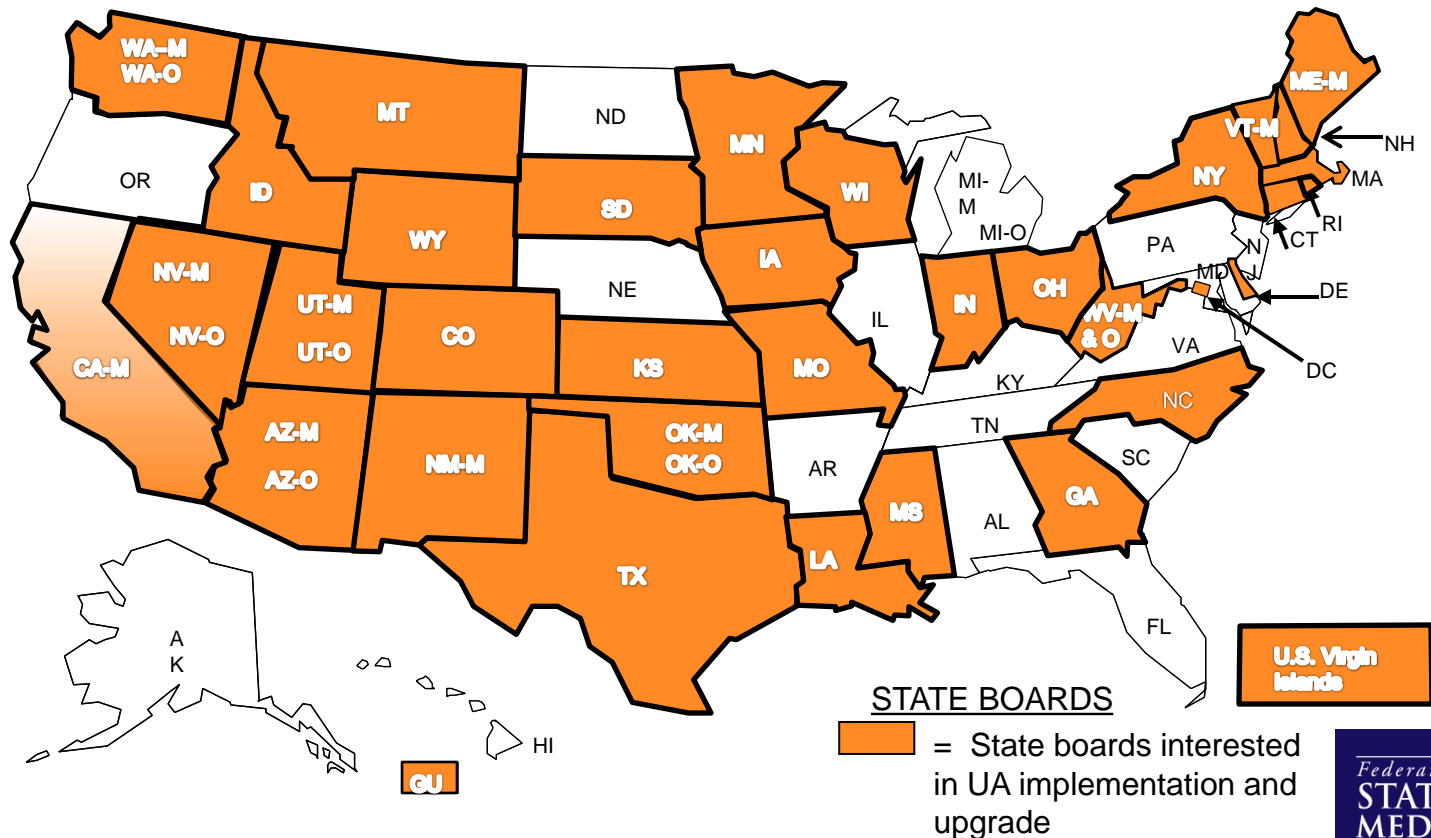 WA–M
WA-O
MT
ND
MN
ME-M
VT-M
NH
OR
ID
SD
WI
MI-
M
MI-O
NY
MA
RI
CT
WY
IA
PA
N
J
MD
DE
NV-M
NV-O
UT-M
UT-O
CO
NE
IL
IN
OH
WV-M
& O
VA
DC
CA-M
KS
MO
KY
NC
AZ-M
AZ-O
NM-M
OK-M
OK-O
AR
TN
SC
MS
AL
GA
TX
LA
FL
A
K
HI
GU
U.S. Virgin
Islands
STATE BOARDS
= State boards interested
in UA implementation and
upgrade
STAT
MED